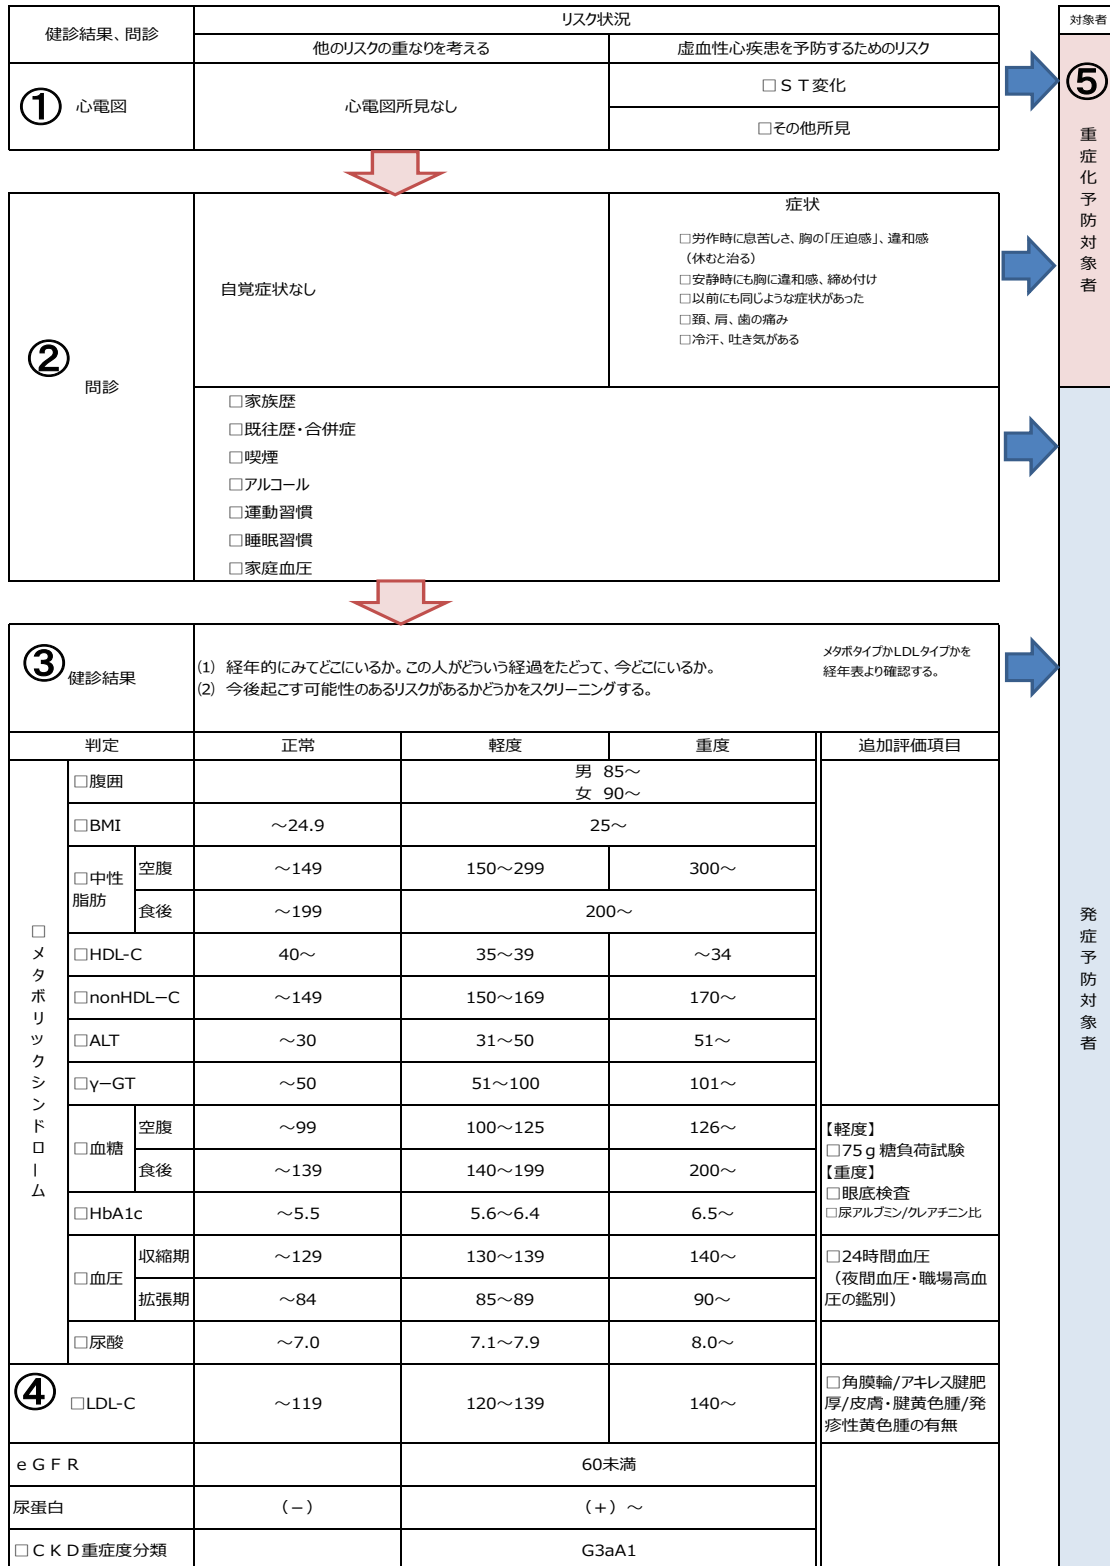 健診結果、問診
リスク状況
対象者
他のリスクの重なりを考える
虚血性心疾患を予防するためのリスク
① 心電図
心電図所見なし
□ＳＴ変化
□その他所見
⑤
重症化予防対象者
② 問診
自覚症状なし
症状
□労作時に息苦しさ、胸の「圧迫感」、違和感
（休むと治る）
□安静時にも胸に違和感、締め付け
□以前にも同じような症状があった
□頚、肩、歯の痛み
□冷汗、吐き気がある
□家族歴
□既往歴・合併症
□喫煙
□アルコール
□運動習慣
□睡眠習慣
□家庭血圧
③ 健診結果
(1) 経年的にみてどこにいるか。この人がどういう経過をたどって、今どこにいるか。
(2) 今後起こす可能性のあるリスクがあるかどうかをスクリーニングする。
メタボタイプかLDLタイプかを
経年表より確認する。
発症予防対象者
判定 正常 軽度 重度 追加評価項目
□メタボリックシンドローム
□腹囲 男 85～
女 90～
□BMI ～24.9 25～
□中性
脂肪
空腹 ～149 150～299 300～
食後 ～199 200～
□HDL-C 40～ 35～39 ～34
□nonHDL－C ～149 150～169 170～
□ALT ～30 31～50 51～
□γ－GT ～50 51～100 101～
□血糖
空腹 ～99 100～125 126～
食後 ～139 140～199 200～
□HbA1c ～5.5 5.6～6.4 6.5～
【軽度】
□75ｇ糖負荷試験
【重度】
□眼底検査
□尿アルブミン/クレアチニン比
□血圧
収縮期 ～129 130～139 140～
拡張期 ～84 85～89 90～
□24時間血圧
（夜間血圧・職場高血
圧の鑑別）
□尿酸 ～7.0 7.1～7.9 8.0～
④ □LDL-C ～119 120～139 140～
□角膜輪/アキレス腱肥
厚/皮膚・腱黄色腫/発
疹性黄色腫の有無
ｅＧＦＲ 60未満
尿蛋白 （－） （+）～
□ＣＫＤ重症度分類 G3aA1